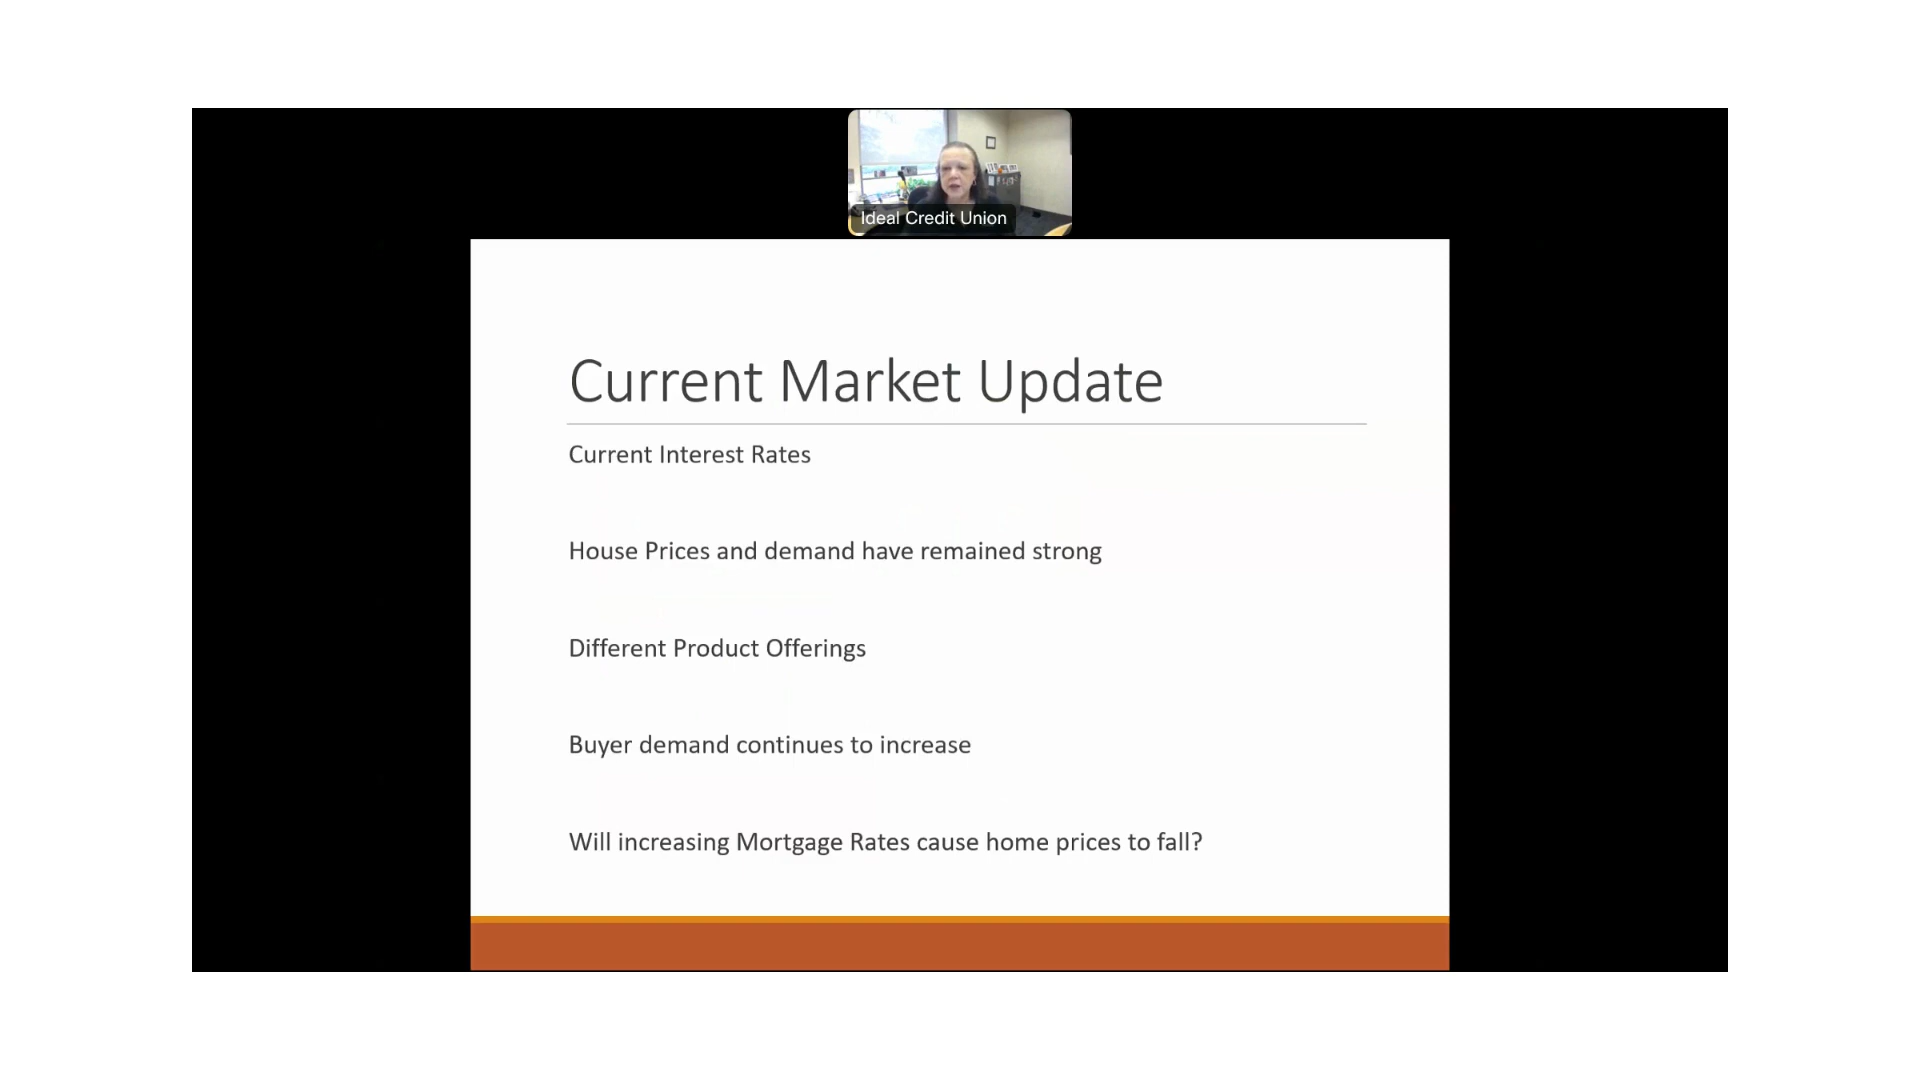 Ideal Credit Union
Current Market Update
Current Interest Rates
House Prices and demand have remained strong
Different Product Offerings
Buyer demand continues to increase
Will increasing Mortgage Rates cause home prices to fall?